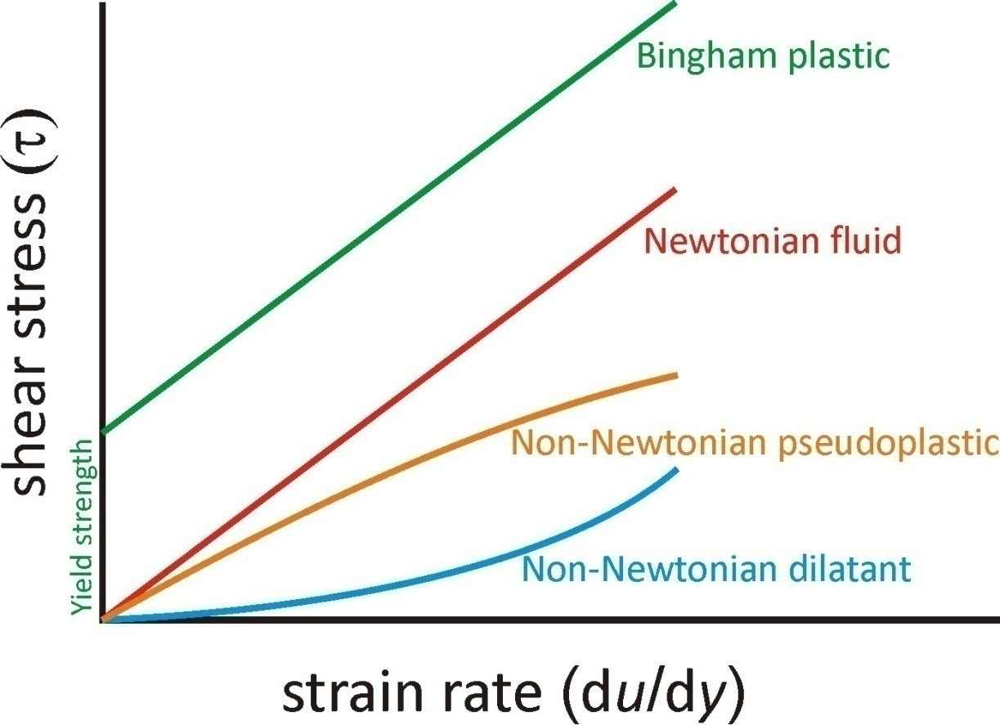 Bingham plastic
Newtonian fluid
Non-Newtonian pseudoplastic
Non-Newtonian dilatant
shear stress (τ)
Yield strength
strain rate (du/dy)